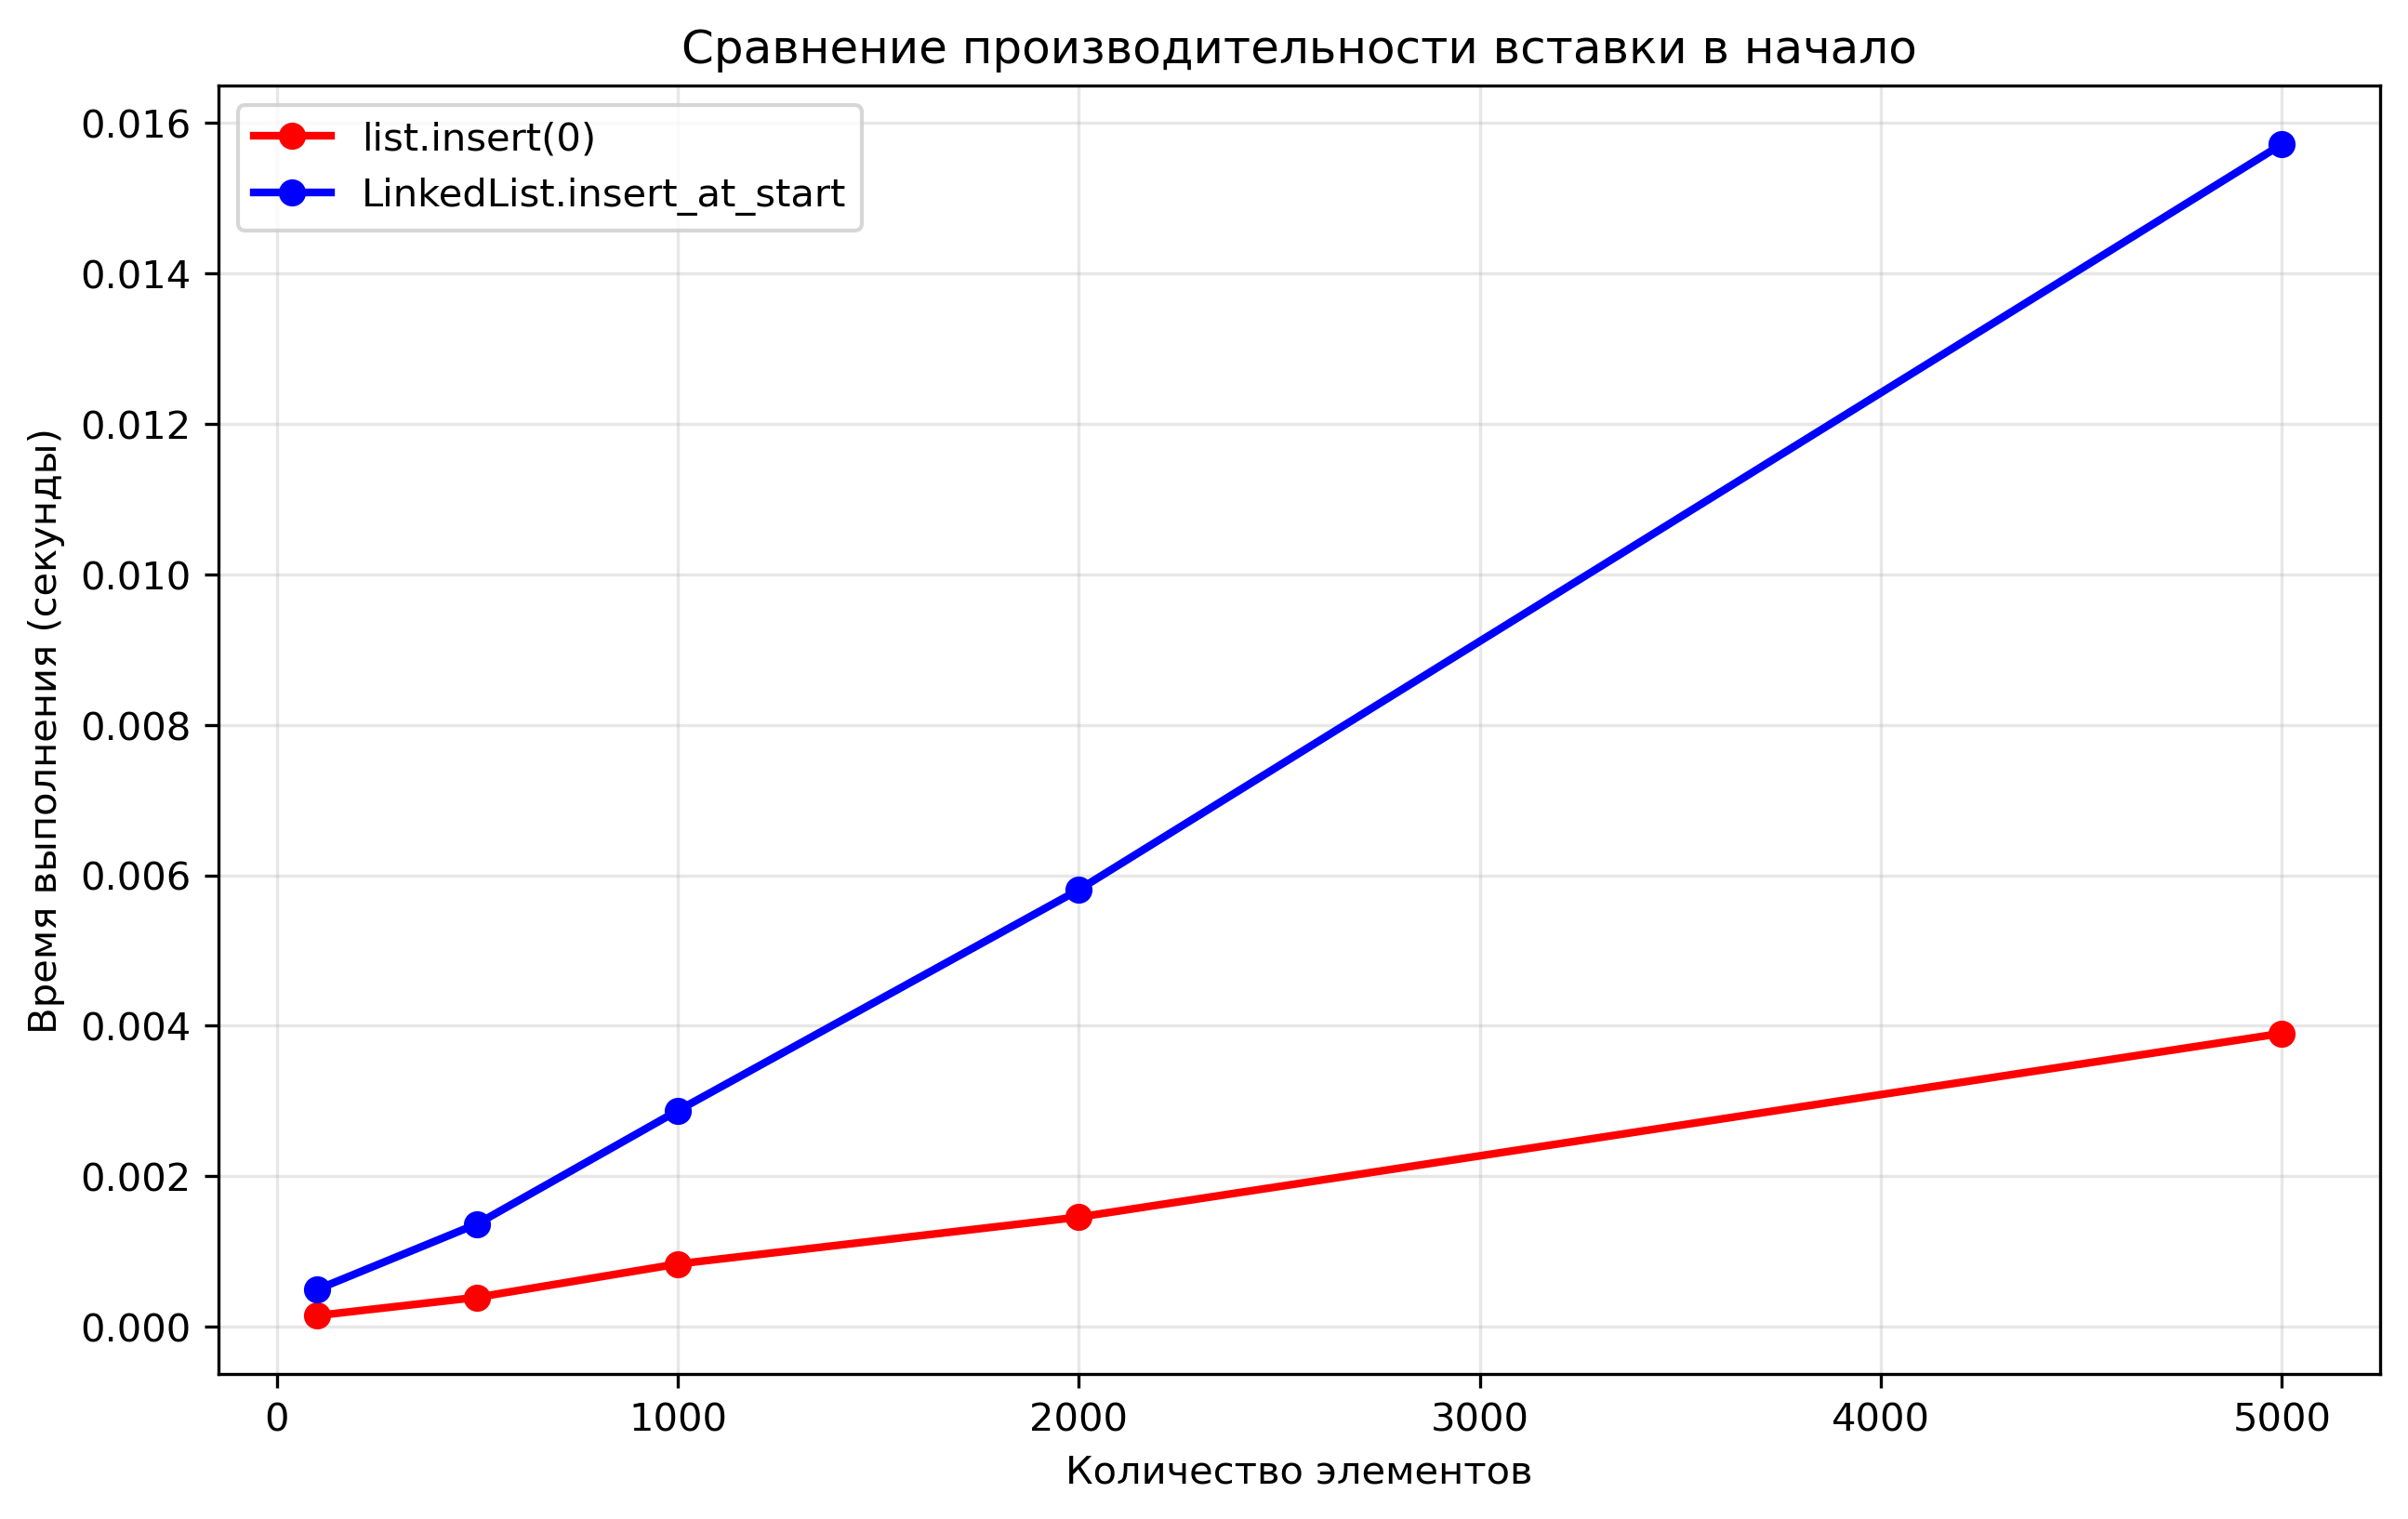 Сравнение производительности вставки в начало
list.insert(0)
LinkedList.insert_at_start
Время выполнения (секунды)
0.016
0.014
0.012
0.010
0.008
0.006
0.004
0.002
0.000
0 1000 2000 3000 4000 5000
Количество элементов